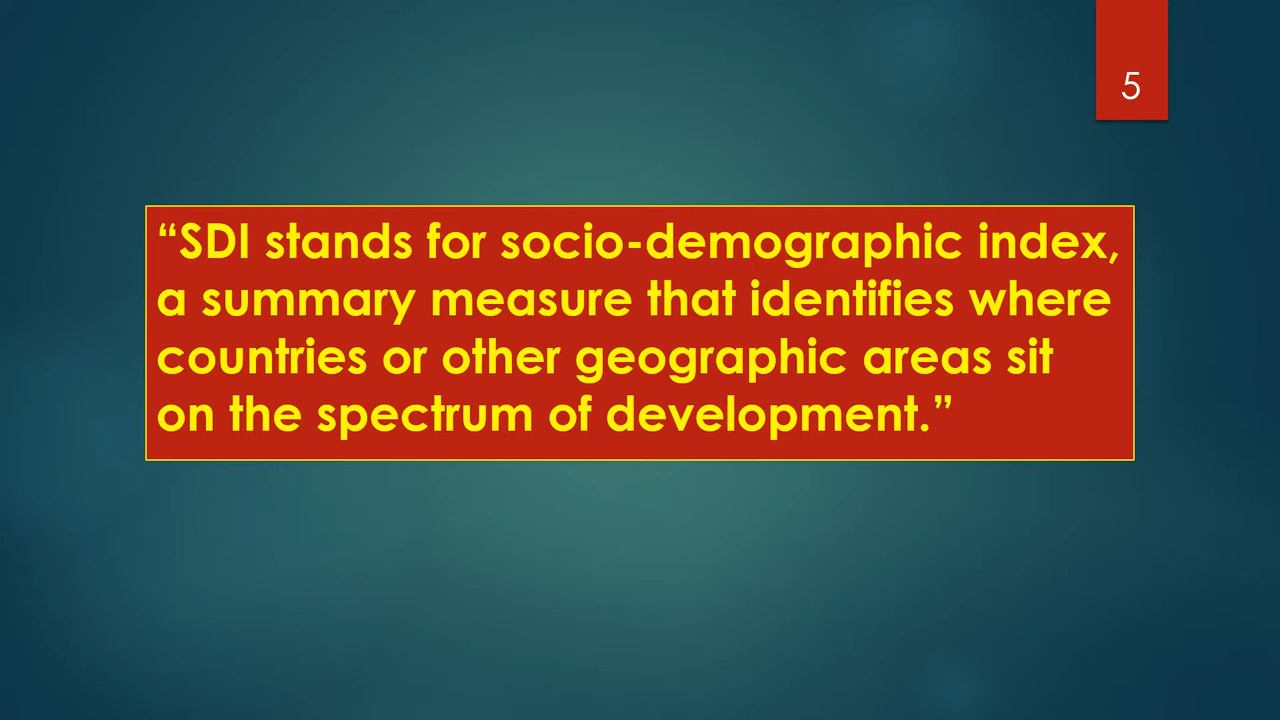 5
“SDI stands for socio-demographic index,
a summary measure that identifies where
countries or other geographic areas sit
on the spectrum of development.”